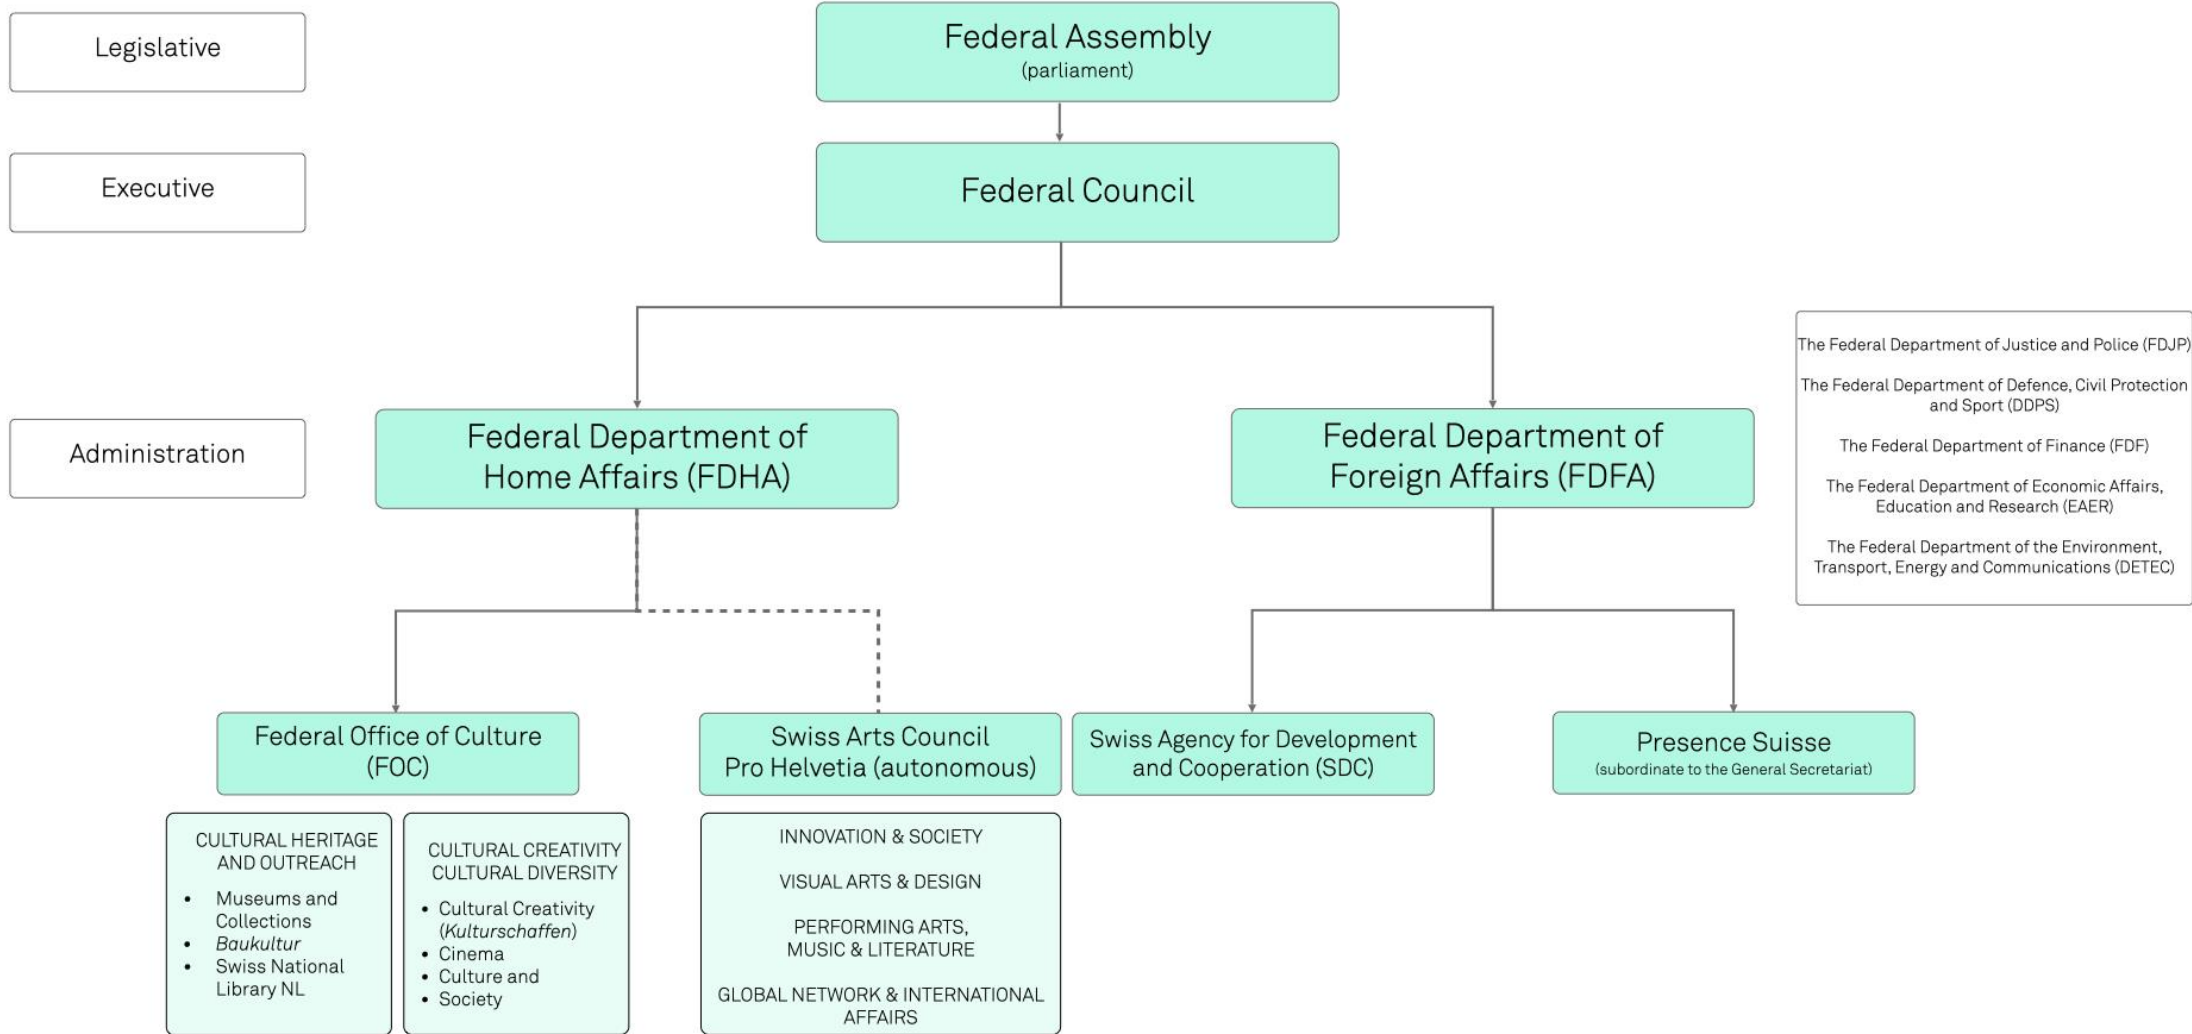 Legislative
Federal Assembly
(parliament)
Executive
Federal Council
The Federal Department of Justice and Police (FDJP)
The Federal Department of Defence, Civil Protection
and Sport (DDPS)
The Federal Department of Finance (FDF)
The Federal Department of Economic Affairs,
Education and Research (EAER)
The Federal Department of the Environment,
Transport, Energy and Communications (DETEC)
Administration
Federal Department of
Home Affairs (FDHA)
Federal Department of
Foreign Affairs (FDFA)
Federal Office of Culture
(FOC)
Swiss Arts Council
Pro Helvetia (autonomous)
Swiss Agency for Development
and Cooperation (SDC)
Presence Suisse
(subordinate to the General Secretariat)
CULTURAL HERITAGE
AND OUTREACH
• Museums and
Collections
• Baukultur
• Swiss National
Library NL
CULTURAL CREATIVITY
CULTURAL DIVERSITY
• Cultural Creativity
(Kulturschaffen)
• Cinema
• Culture and
• Society
INNOVATION & SOCIETY
VISUAL ARTS & DESIGN
PERFORMING ARTS,
MUSIC & LITERATURE
GLOBAL NETWORK & INTERNATIONAL
AFFAIRS